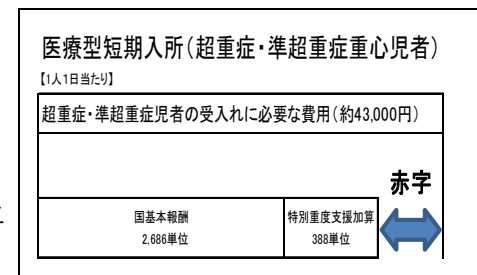 医療型短期入所(超重症・準超重症重心児者)
【1人1日当たり】
超重症・準超重症児者の受入れに必要な費用(約43,000円)
赤字
国基本報酬
2,686単位
特別重度支援加算
388単位